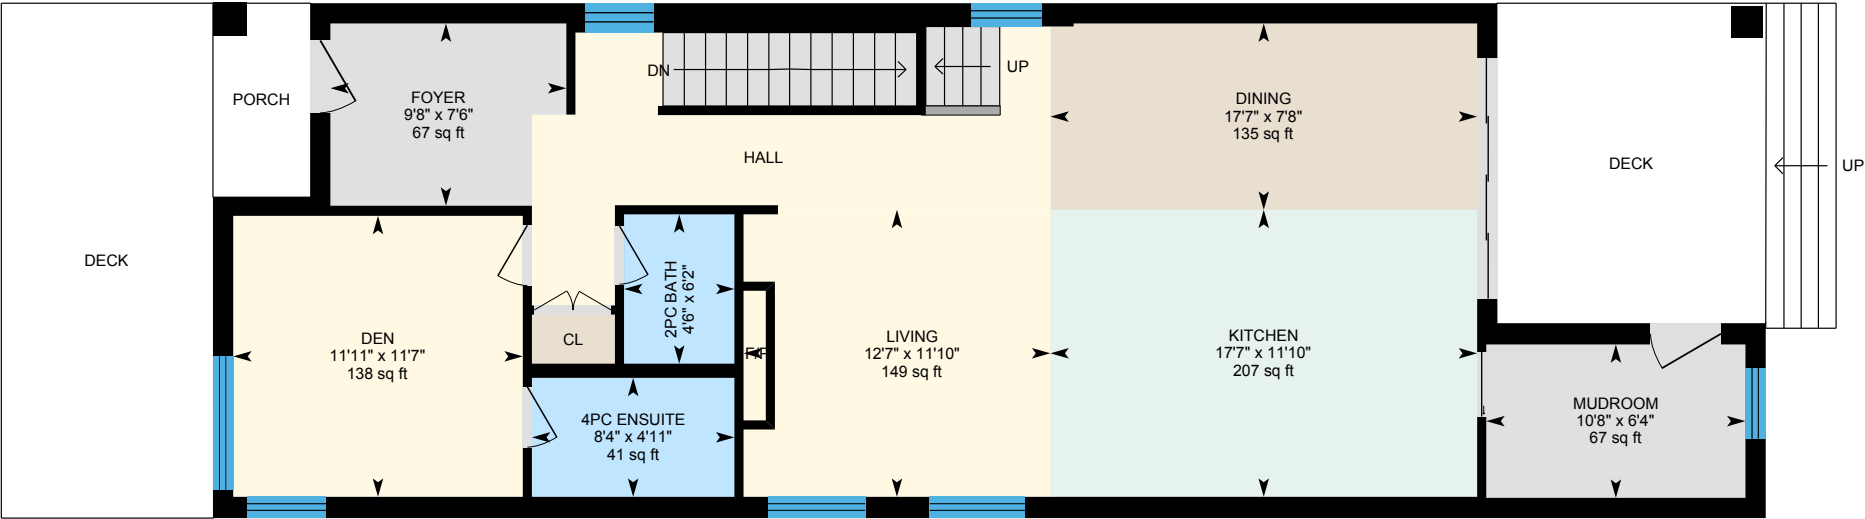 PORCH
FOYER
9'8" x 7'6"
67 sq ft
DN
UP
HALL
DINING
17'7" x 7'8"
135 sq ft
DECK
UP
DECK
DEN
11'11" x 11'7"
138 sq ft
CL
2PC BATH
4'6" x 6'2"
F/P
LIVING
12'7" x 11'10"
149 sq ft
KITCHEN
17'7" x 11'10"
207 sq ft
4PC ENSUITE
8'4" x 4'11"
41 sq ft
MUDROOM
10'8" x 6'4"
67 sq ft